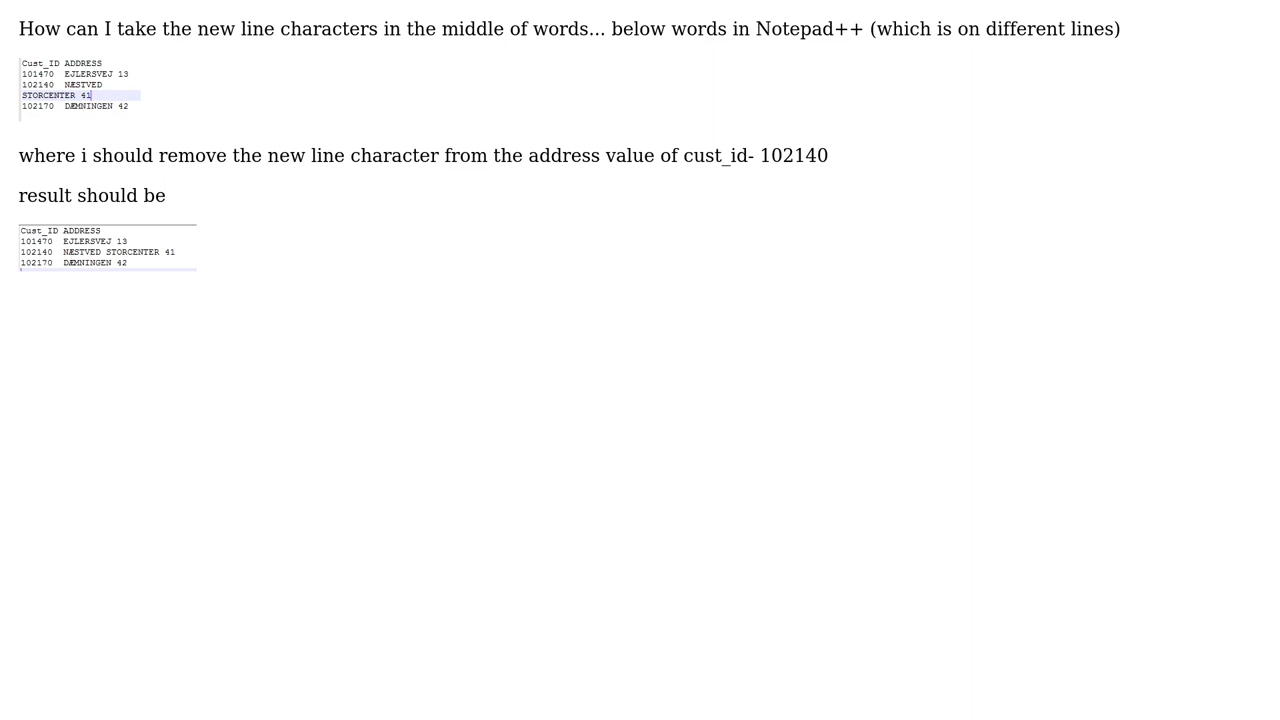 How can I take the new line characters in the middle of words... below words in Notepad++ (which is on different lines)
Cust_ID ADDRESS
101470 EJLERSVEJ 13
102140 NÆSTVED
STORCENTER 41
102170 DÆMNINGEN 42
where i should remove the new line character from the address value of cust_id- 102140
result should be
Cust_ID ADDRESS
101470 EJLERSVEJ 13
102140 NÆSTVED STORCENTER 41
102170 DÆMNINGEN 42